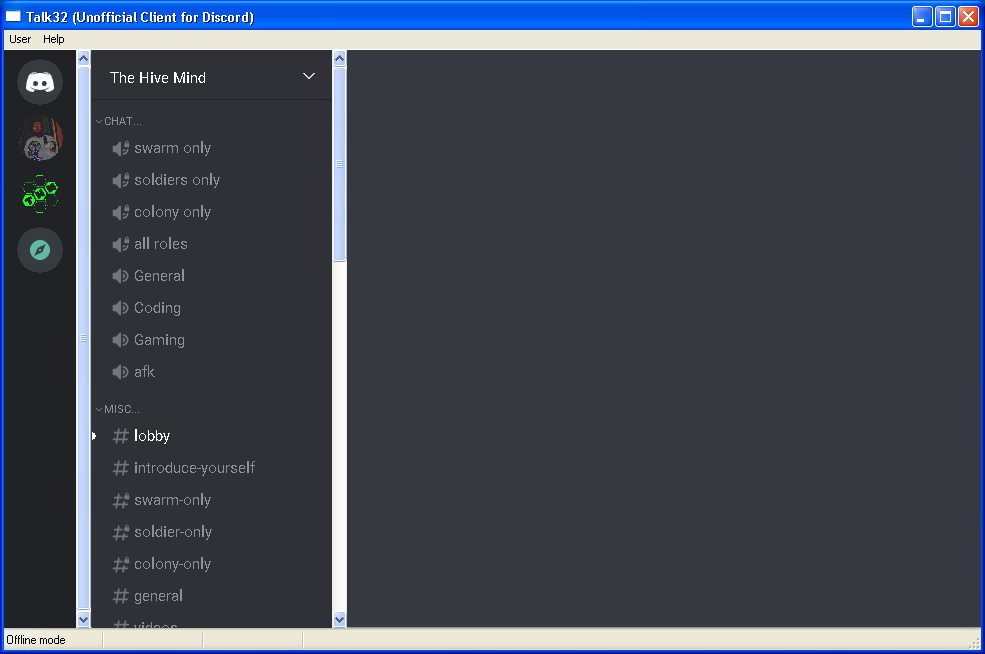 Talk32 (Unofficial Client for Discord)
User Help
The Hive Mind
CHAT...
swarm only
soldiers only
colony only
all roles
General
Coding
Gaming
afk
MISC...
lobby
introduce-yourself
swarm-only
soldier-only
colony-only
general
videos
Offline mode